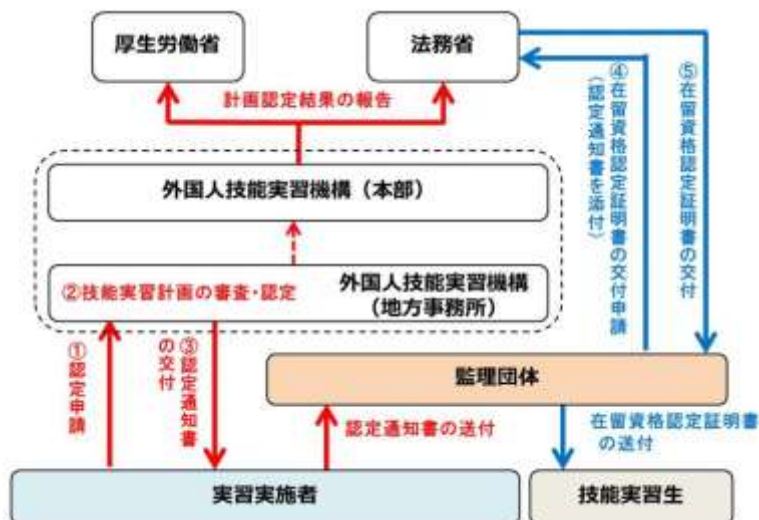 厚生労働省
法務省
計画認定結果の報告
④在留資格認定証明書の交付申請
（認定通知書を添付）
⑤在留資格認定証明書の交付
外国人技能実習機構（本部）
②技能実習計画の審査・認定
外国人技能実習機構
（地方事務所）
①認定申請
③認定通知書
の交付
監理団体
認定通知書の送付
在留資格認定証明書
の送付
実習実施者
技能実習生